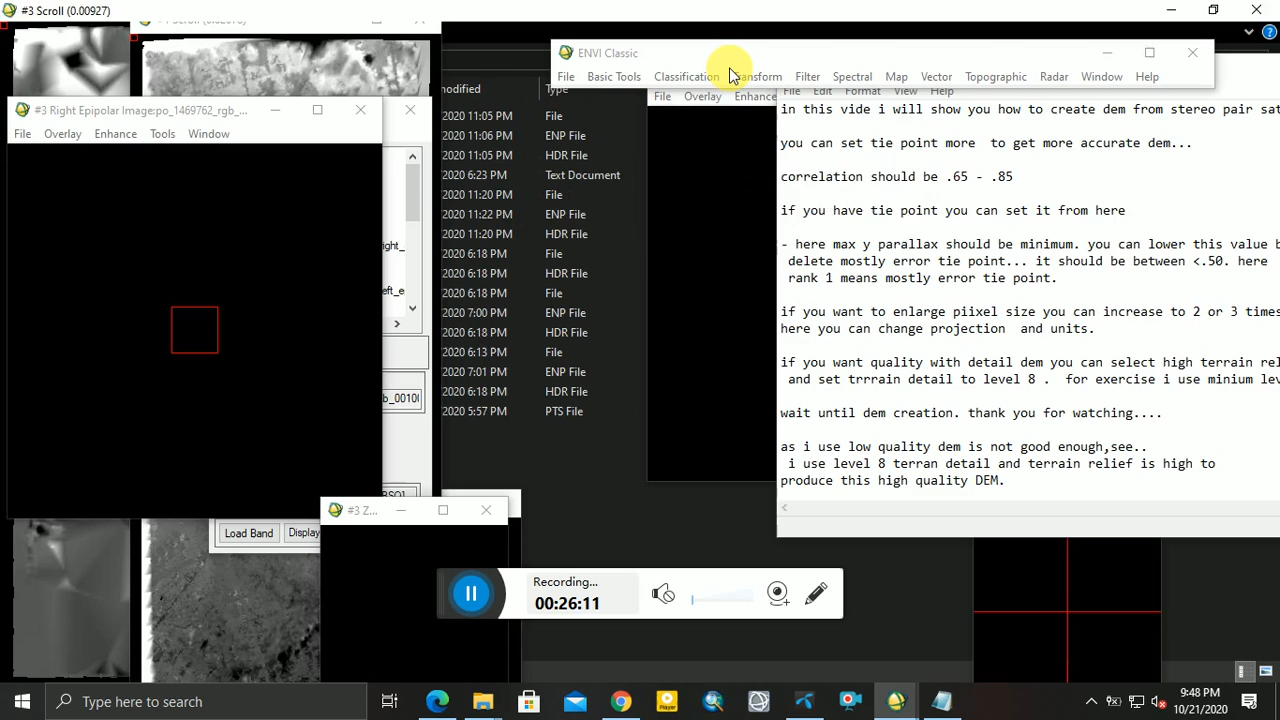 #3 Scroll (0.00927)
ENVI Classic
File Basic Tools Classification Transform Filter Spectral Map Vector Topographic Radar Window Help
#3 Right Epipolar Image:po_1469762_rgb_...
File Overlay Enhance Tools Window
File Overlay Enhance
File Edit Format View Help
odified Type
2020 11:05 PM File
2020 11:06 PM ENP File
2020 11:05 PM HDR File
2020 6:23 PM Text Document
2020 11:20 PM File
2020 11:22 PM ENP File
2020 11:20 PM HDR File
2020 6:18 PM File
2020 6:18 PM HDR File
2020 6:18 PM File
2020 7:00 PM ENP File
2020 6:18 PM HDR File
2020 6:13 PM File
2020 7:01 PM ENP File
2020 6:18 PM HDR File
2020 5:57 PM PTS File
in this vide i will show you how to create dem from stereo pair sat
you can set tie point more to get more accurate dem...
correlation should be .65 - .85
if you have tie point you can set it from here
- here max y parallax should be minimum. you can lower this value b
delete mostly error tie point... it should be between <.50. here
rank 1 means mostly error tie point.
if you want to enlarge piixel size you can increase to 2 or 3 times
here you can change projection and units.
if you want quality with detail dem you can select high terrain rel
and set trrrain detail to level 8 . for exercise i use minium lev
wait until dem creation. thank you for watching....
as i use low quality dem is not good enough,see..
i use level 8 terran detail and terrain relief is high to
produce this high quality DEM.
ight_
eft_e
b_0010
Load Band Display
#3 Z...
Recording...
00:26:11
Type here to search
9:48 PM
10/21/2020